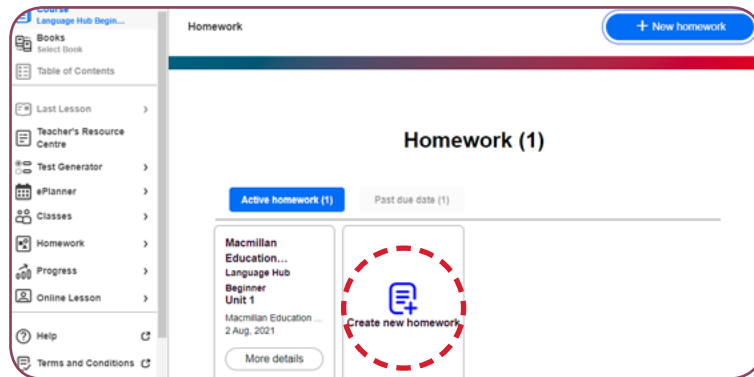 Course
Language Hub Begin...
Books
Select Book
Table of Contents
Last Lesson
Teacher's Resource
Centre
Test Generator
ePlanner
Classes
Homework
Progress
Online Lesson
Help
Terms and Conditions
Homework
+ New homework
Homework (1)
Active homework (1)
Past due date (1)
Macmillan
Education...
Language Hub
Beginner
Unit 1
Macmillan Education ...
2 Aug, 2021
More details
Create new homework